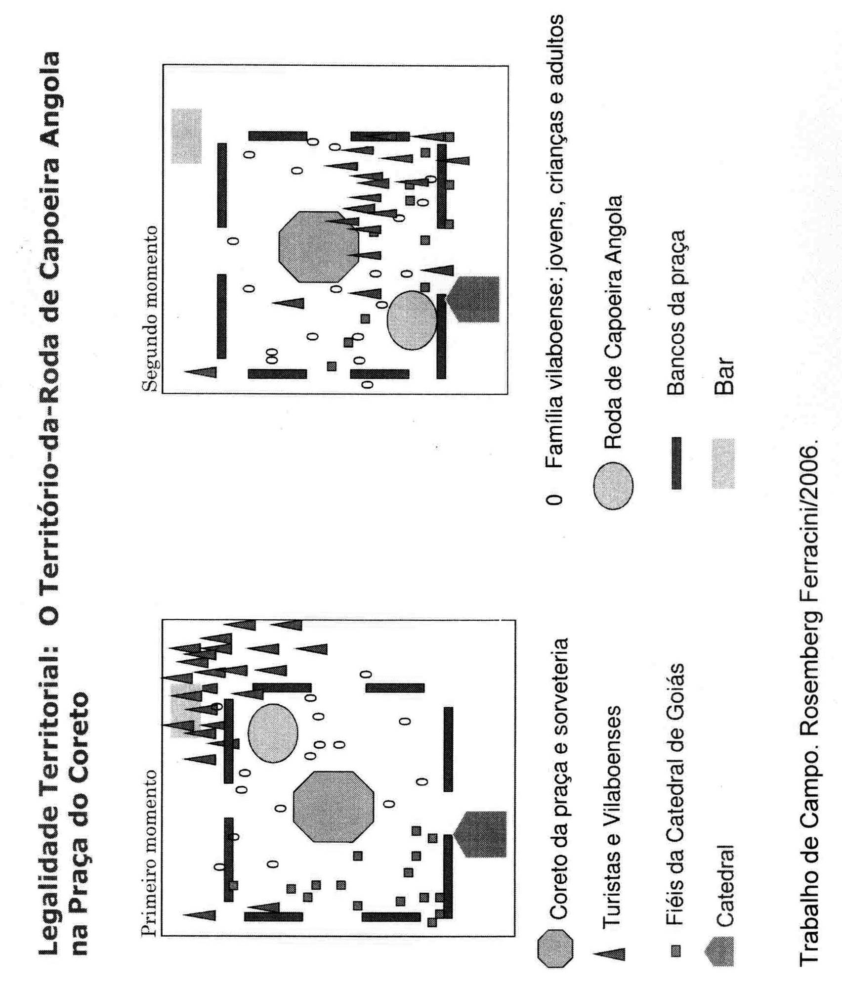 Legalidade Territorial: O Território-da-Roda de Capoeira Angola
na Praça do Coreto
Primeiro momento
Segundo momento
Coreto da praça e sorveteria
Turistas e Vilaboenses
Fiéis da Catedral de Goiás
Catedral
0 Família vilaboense: jovens, crianças e adultos
Roda de Capoeira Angola
Bancos da praça
Bar
Trabalho de Campo. Rosemberg Ferracini/2006.